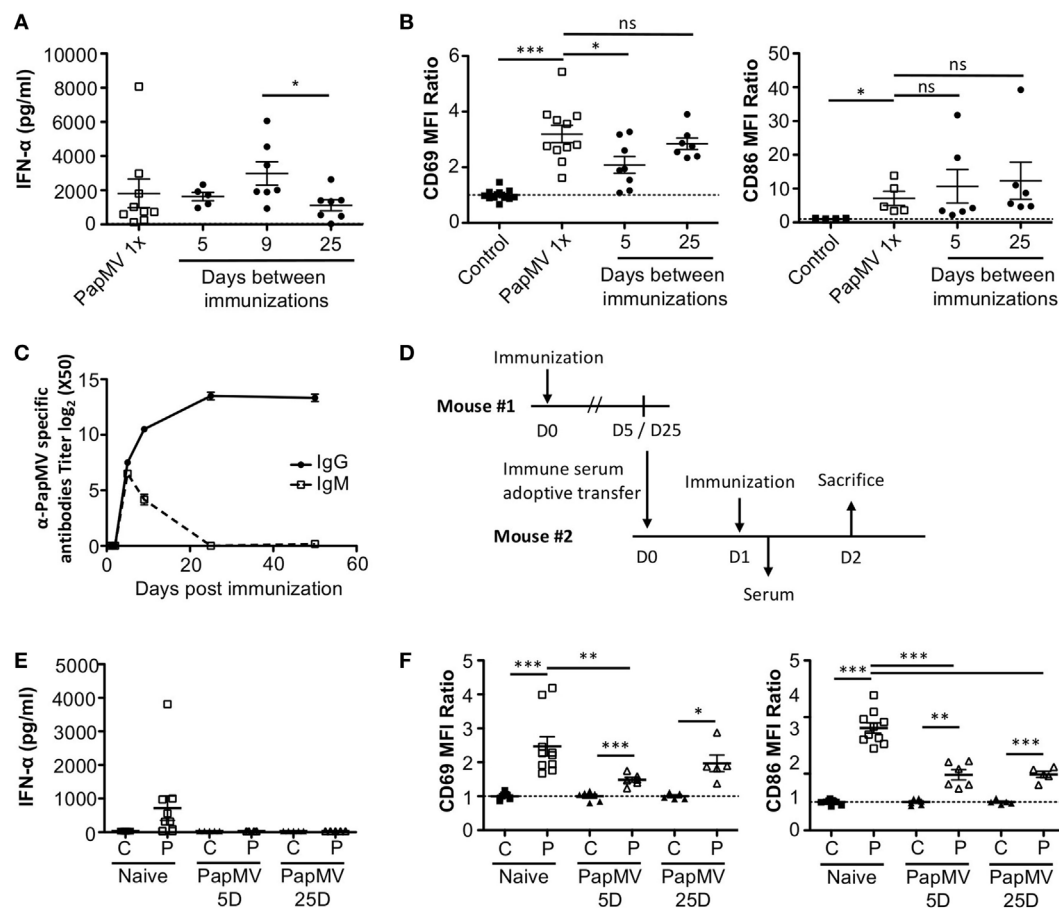 A
IFN-α (pg/ml)
10000
8000
6000
4000
2000
0
*
PapMV 1x
5
9
25
Days between
immunizations
B
CD69 MFI Ratio
6
4
2
0
ns
***
*
Control
PapMV 1x
5
25
Days between
immunizations
CD86 MFI Ratio
50
40
30
20
10
0
ns
*
ns
Control
PapMV 1x
5
25
Days between
immunizations
C
α-PapMV specific
antibodies Titer log2 (X50)
15
10
5
0
IgG
IgM
0
20
40
60
Days post immunization
D
Immunization
Mouse #1
D0
D5 / D25
Immune serum
adoptive transfer
Immunization
Sacrifice
Mouse #2
D0
D1
D2
Serum
E
IFN-α (pg/ml)
5000
4000
3000
2000
1000
0
C P C P C P
Naive
PapMV
5D
PapMV
25D
F
CD69 MFI Ratio
5
4
3
2
1
0
***
**
***
*
C P C P C P
Naive
PapMV
5D
PapMV
25D
CD86 MFI Ratio
5
4
3
2
1
0
***
***
**
***
C P C P C P
Naive
PapMV
5D
PapMV
25D